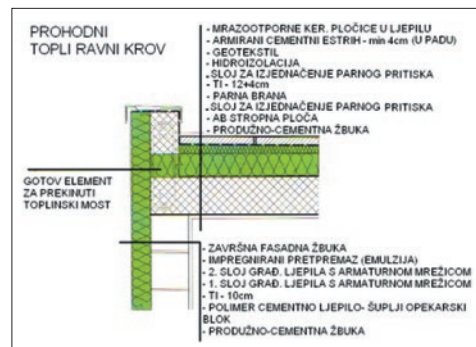 PROHODNI
TOPLI RAVNI KROV
- MRAZOOTPORNE KER. PLOČICE U LJEPILU
- ARMIRANI CEMENTNI ESTRIH - min 4cm (U PADU)
- GEOTEKSTIL
- HIDROIZOLACIJA
SLOJ ZA IZJEDNAČENJE PARNOG PRITISKA
- TI - 12+4cm
- PARNA BRANA
SLOJ ZA IZJEDNAČENJE PARNOG PRITISKA
- AB STROPNA PLOČA
- PRODUŽNO-CEMENTNA ŽBUKA
GOTOV ELEMENT
ZA PREKINUTI
TOPLINSKI MOST
- ZAVRŠNA FASADNA ŽBUKA
- IMPREGNIRANI PRETPREMAZ (EMULZIJA)
- 2. SLOJ GRAĐ. LJEPILA S ARMATURNOM MREŽICOM
- 1. SLOJ GRAĐ. LJEPILA S ARMATURNOM MREŽICOM
- TI - 10cm
- POLIMER CEMENTNO LJEPILO- ŠUPLJI OPEKARSKI
BLOK
- PRODUŽNO-CEMENTNA ŽBUKA